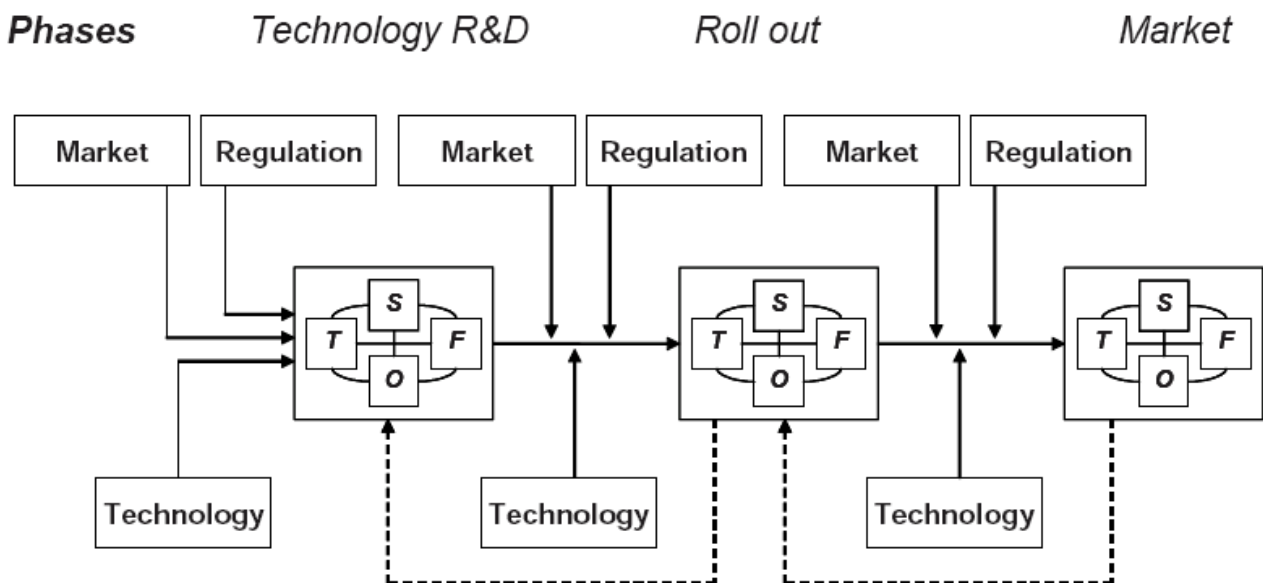 Phases Technology R&D Roll out Market
Market Regulation Market Regulation Market Regulation
S S S
T F T F T F
O O O
Technology Technology Technology